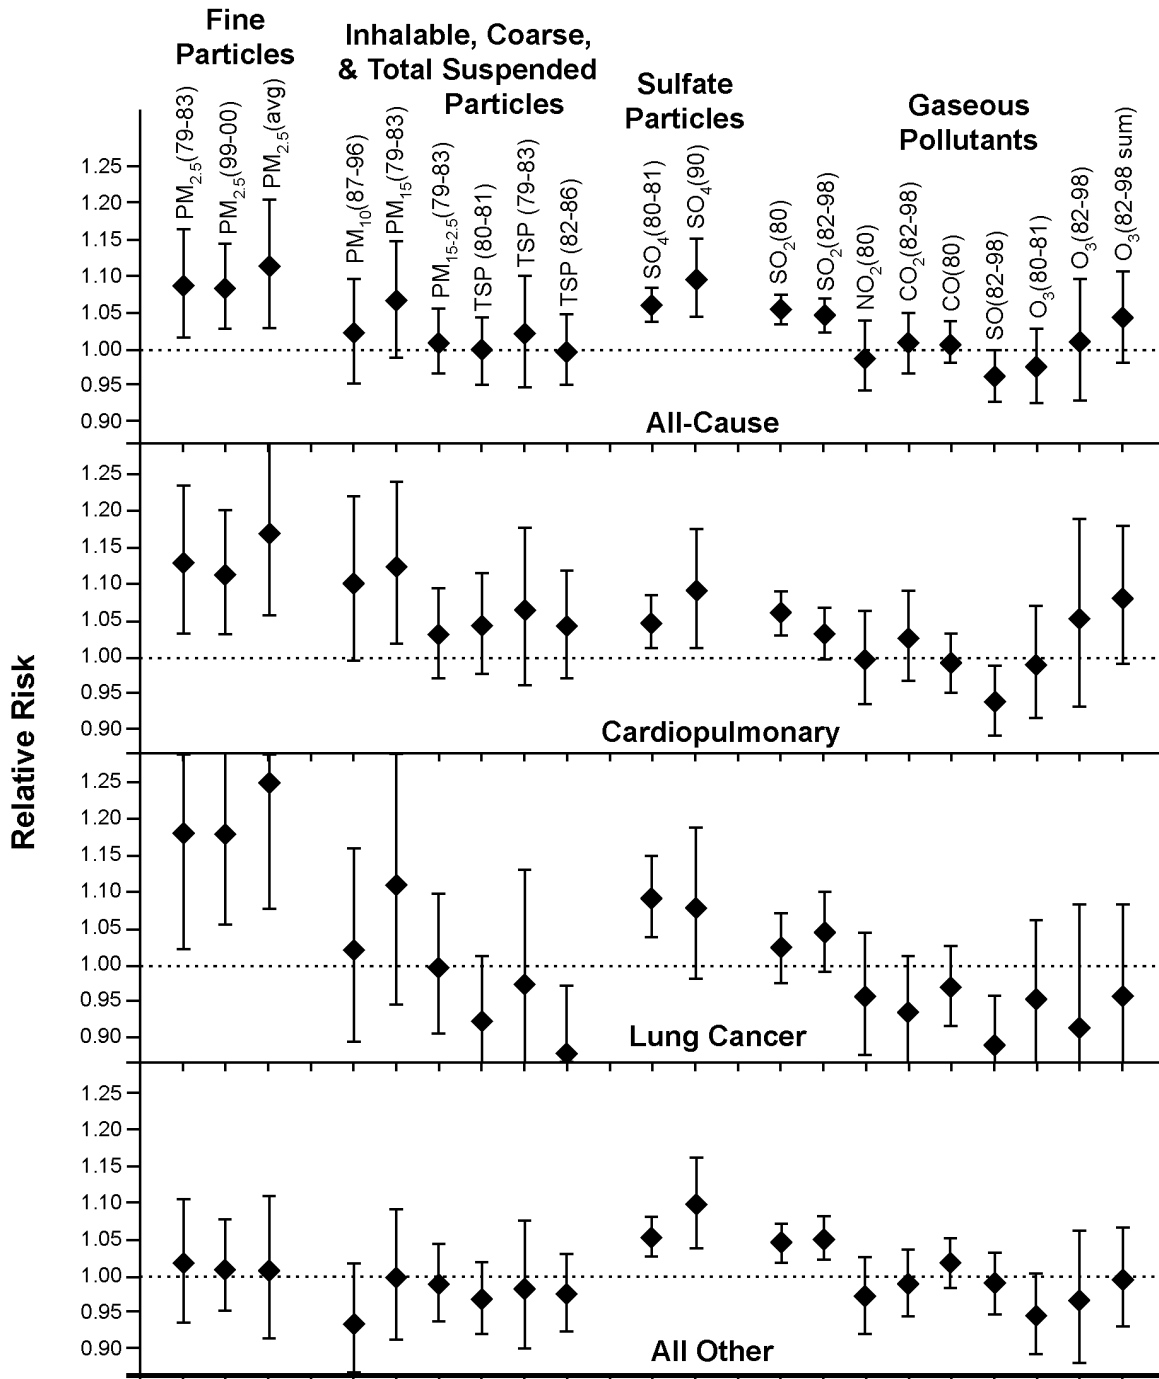 Fine
Particles
Inhalable, Coarse,
& Total Suspended
Particles
Sulfate
Particles
Gaseous
Pollutants
PM2.5(79-83)
PM2.5(99-00)
PM2.5(avg)
PM10(87-96)
PM15(79-83)
PM15-2.5(79-83)
TSP (80-81)
TSP (79-83)
TSP (82-86)
SO4(80-81)
SO4(90)
SO2(80)
SO2(82-98)
NO2(80)
CO2(82-98)
CO(80)
SO(82-98)
O3(80-81)
O3(82-98)
O3(82-98 sum)
Relative Risk
1.25
1.20
1.15
1.10
1.05
1.00
0.95
0.90
All-Cause
1.25
1.20
1.15
1.10
1.05
1.00
0.95
0.90
Cardiopulmonary
1.25
1.20
1.15
1.10
1.05
1.00
0.95
0.90
Lung Cancer
1.25
1.20
1.15
1.10
1.05
1.00
0.95
0.90
All Other